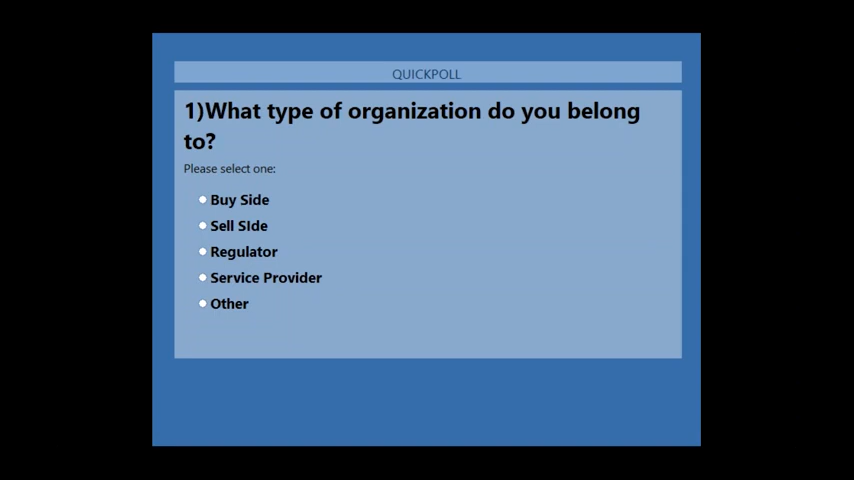 QUICKPOLL
1)What type of organization do you belong
to?
Please select one:
Buy Side
Sell SIde
Regulator
Service Provider
Other